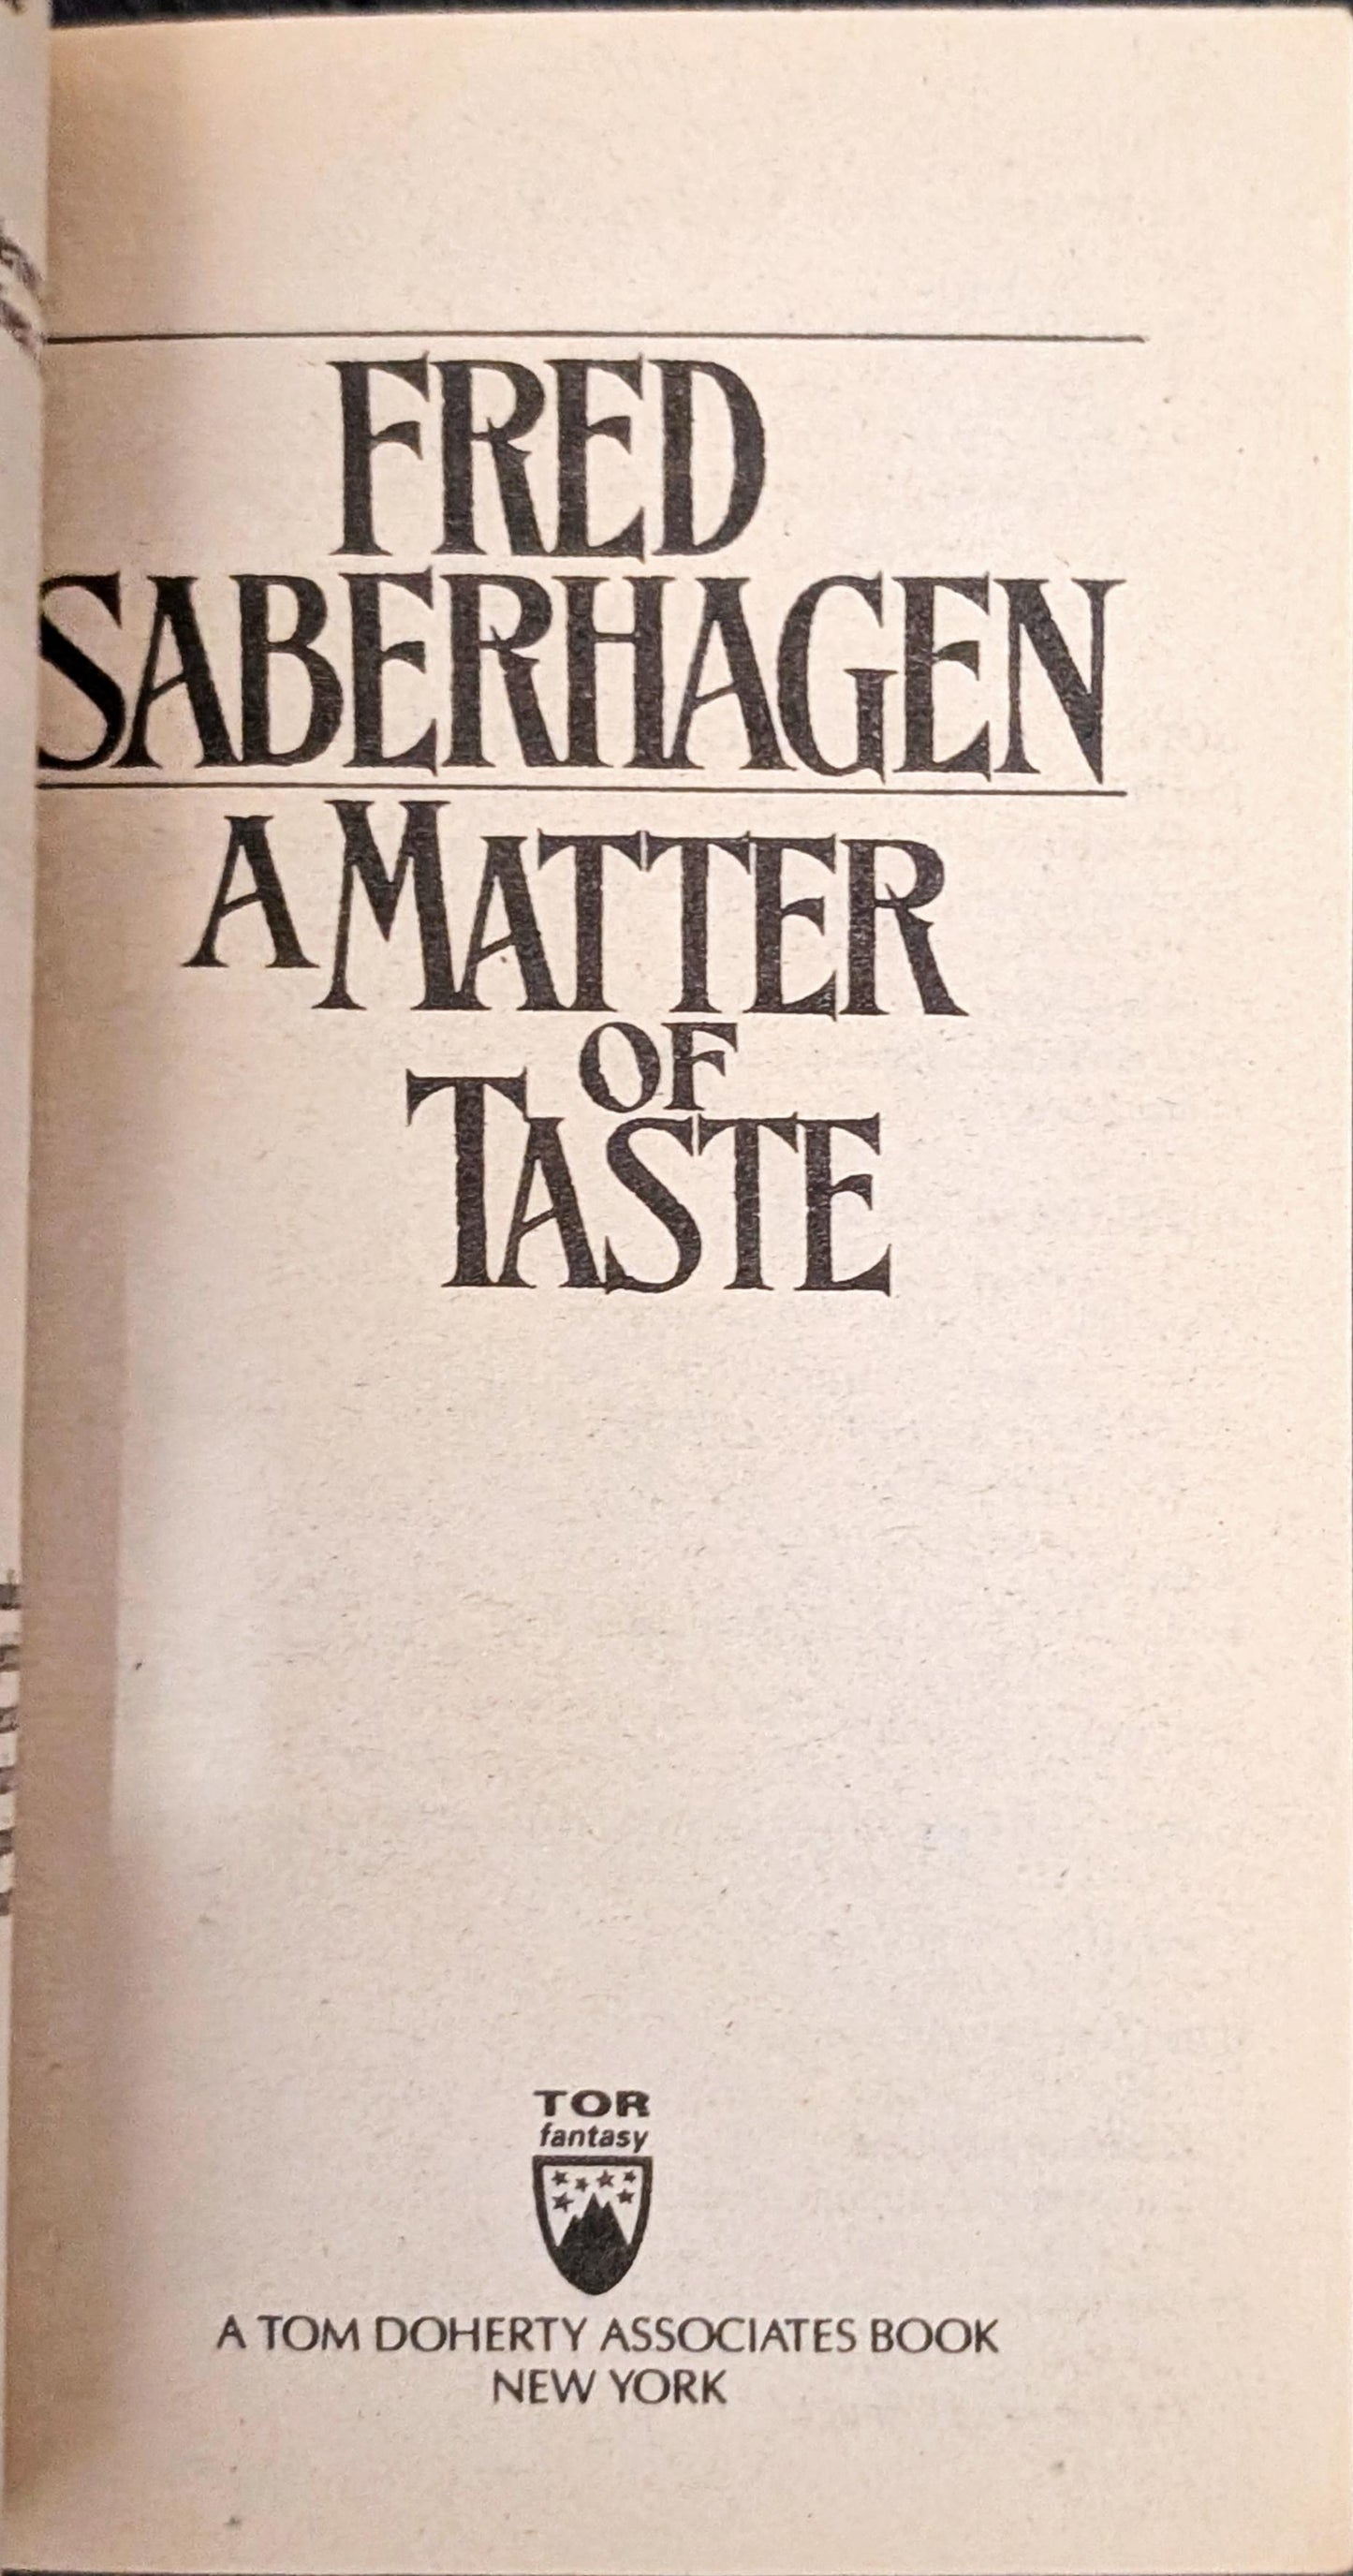 FRED
SABERHAGEN
A MATTER
OF
TASTE
TOR
fantasy
A TOM DOHERTY ASSOCIATES BOOK
NEW YORK